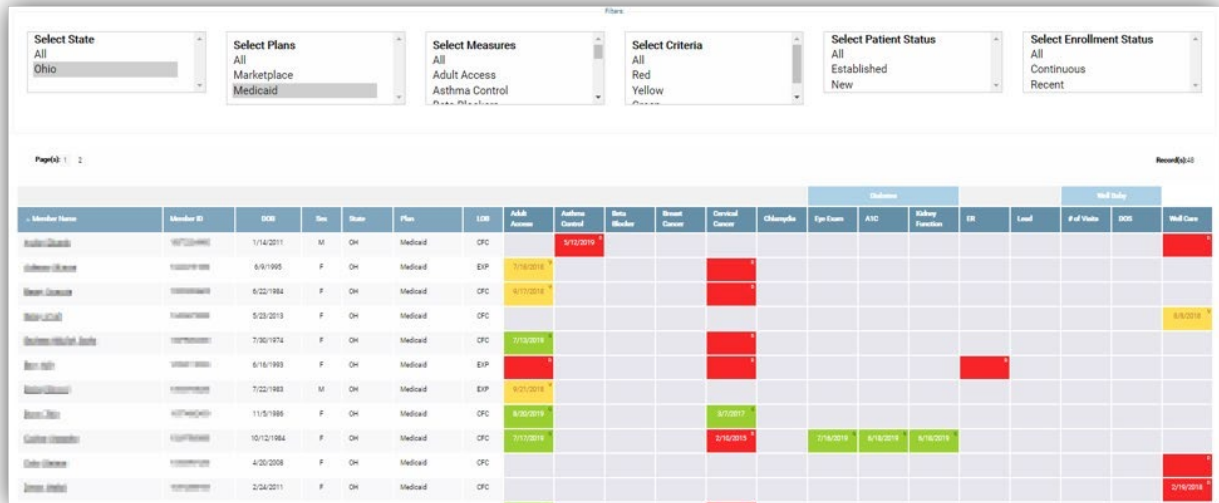 Filters
Select State
All
Ohio
Select Plans
All
Marketplace
Medicaid
Select Measures
All
Adult Access
Asthma Control
Beta Blockers
Select Criteria
All
Red
Yellow
Green
Select Patient Status
All
Established
New
Select Enrollment Status
All
Continuous
Recent
Page(s): 1 2
Record(s):48
Diabetes Well Baby
Member Name Member ID DOB Sex State Plan LOB Adult Access Asthma Control Beta Blocker Breast Cancer Cervical Cancer Chlamydia Eye Exam A1C Kidney Function ER Lead # of Visits DOS Well Care
1/14/2011 M OH Medicaid CFC 5/12/2019 R R
6/9/1995 F OH Medicaid EXP 7/18/2018 Y R
6/22/1984 F OH Medicaid CFC 9/17/2018 Y R
5/23/2013 F OH Medicaid CFC 8/8/2018 Y
7/30/1974 F OH Medicaid CFC 7/13/2019 G R
6/16/1993 F OH Medicaid EXP R R R
7/22/1983 M OH Medicaid EXP 9/21/2018 Y
11/5/1986 F OH Medicaid CFC 8/20/2019 G 3/7/2017 G
10/12/1984 F OH Medicaid CFC 7/17/2019 G 2/10/2015 R 7/16/2019 G 6/18/2019 G 6/18/2019 G
4/20/2008 F OH Medicaid CFC R
2/24/2011 F OH Medicaid CFC 2/19/2018 R